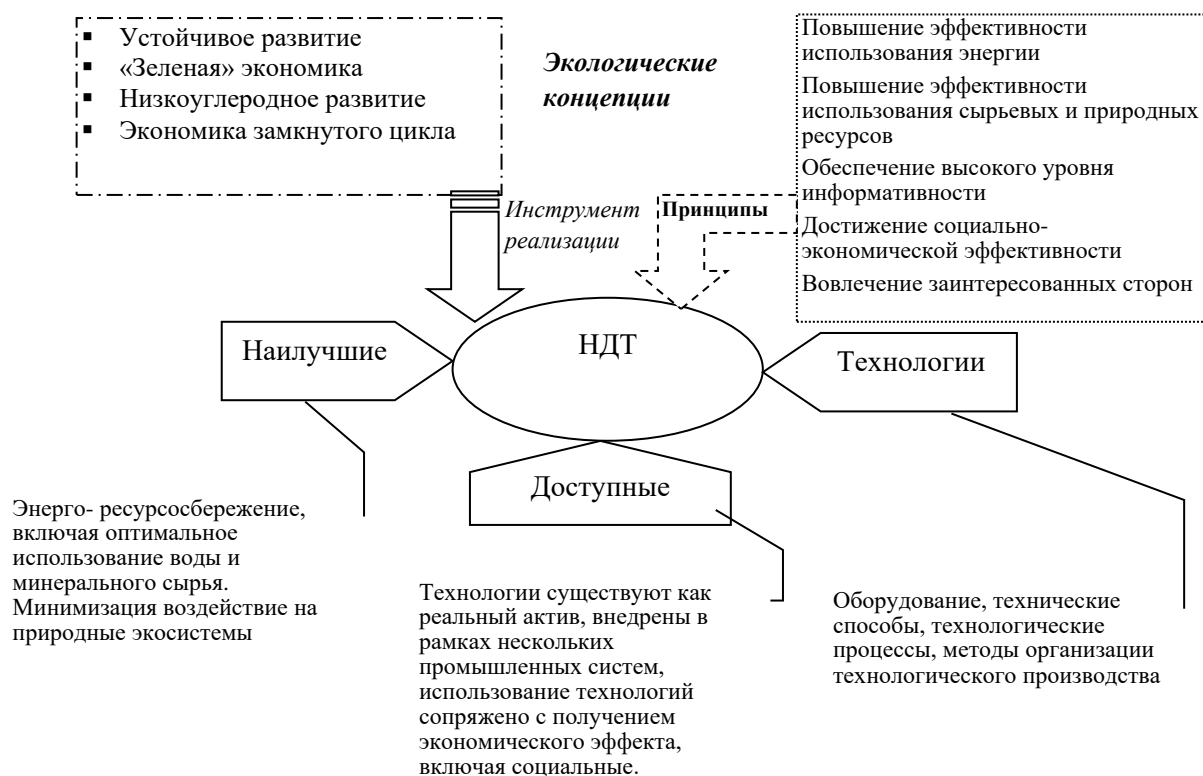 Устойчивое развитие
«Зеленая» экономика
Низкоуглеродное развитие
Экономика замкнутого цикла
Экологические
концепции
Повышение эффективности
использования энергии
Повышение эффективности
использования сырьевых и природных
ресурсов
Обеспечение высокого уровня
информативности
Достижение социально-
экономической эффективности
Вовлечение заинтересованных сторон
Инструмент
реализации
Принципы
Наилучшие
НДТ
Технологии
Доступные
Энерго- ресурсосбережение,
включая оптимальное
использование воды и
минерального сырья.
Минимизация воздействие на
природные экосистемы
Технологии существуют как
реальный актив, внедрены в
рамках нескольких
промышленных систем,
использование технологий
сопряжено с получением
экономического эффекта,
включая социальные.
Оборудование, технические
способы, технологические
процессы, методы организации
технологического производства